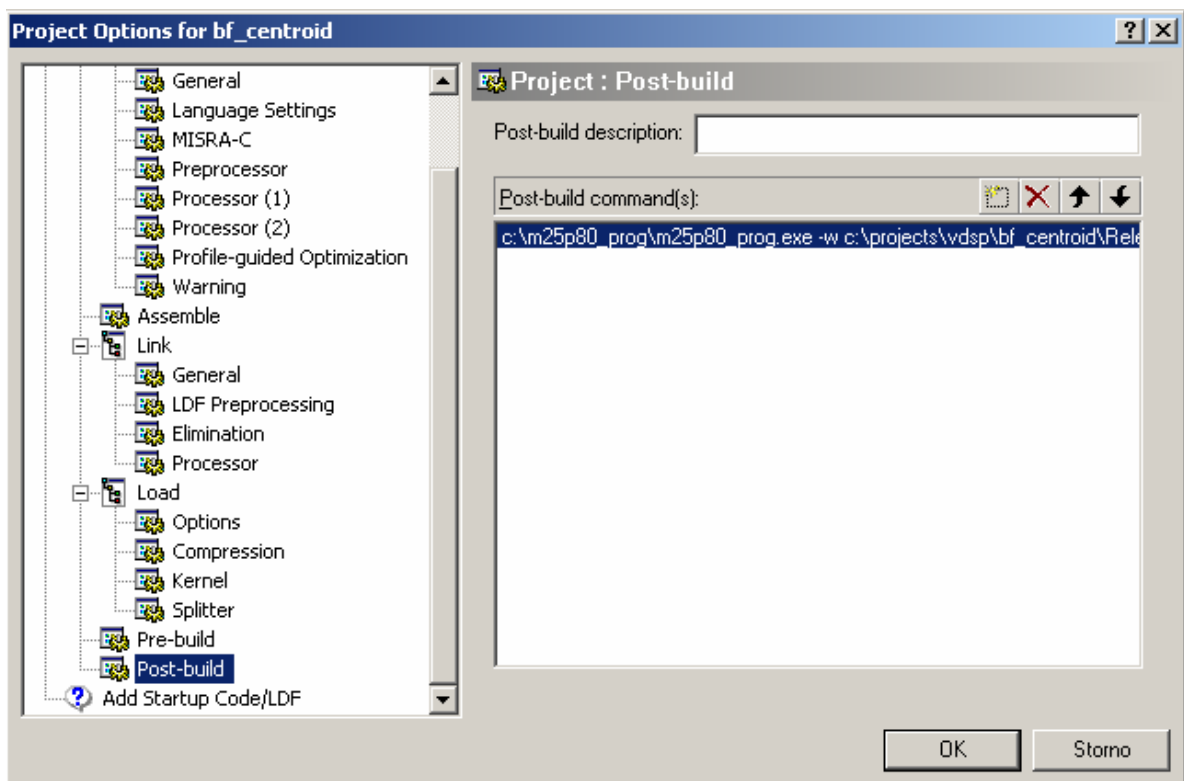 Project Options for bf_centroid
General
Language Settings
MISRA-C
Preprocessor
Processor (1)
Processor (2)
Profile-guided Optimization
Warning
Assemble
Link
General
LDF Preprocessing
Elimination
Processor
Load
Options
Compression
Kernel
Splitter
Pre-build
Post-build
Add Startup Code/LDF
Project : Post-build
Post-build description:
Post-build command(s):
c:\m25p80_prog\m25p80_prog.exe -w c:\projects\vdsp\bf_centroid\Rele
OK
Storno